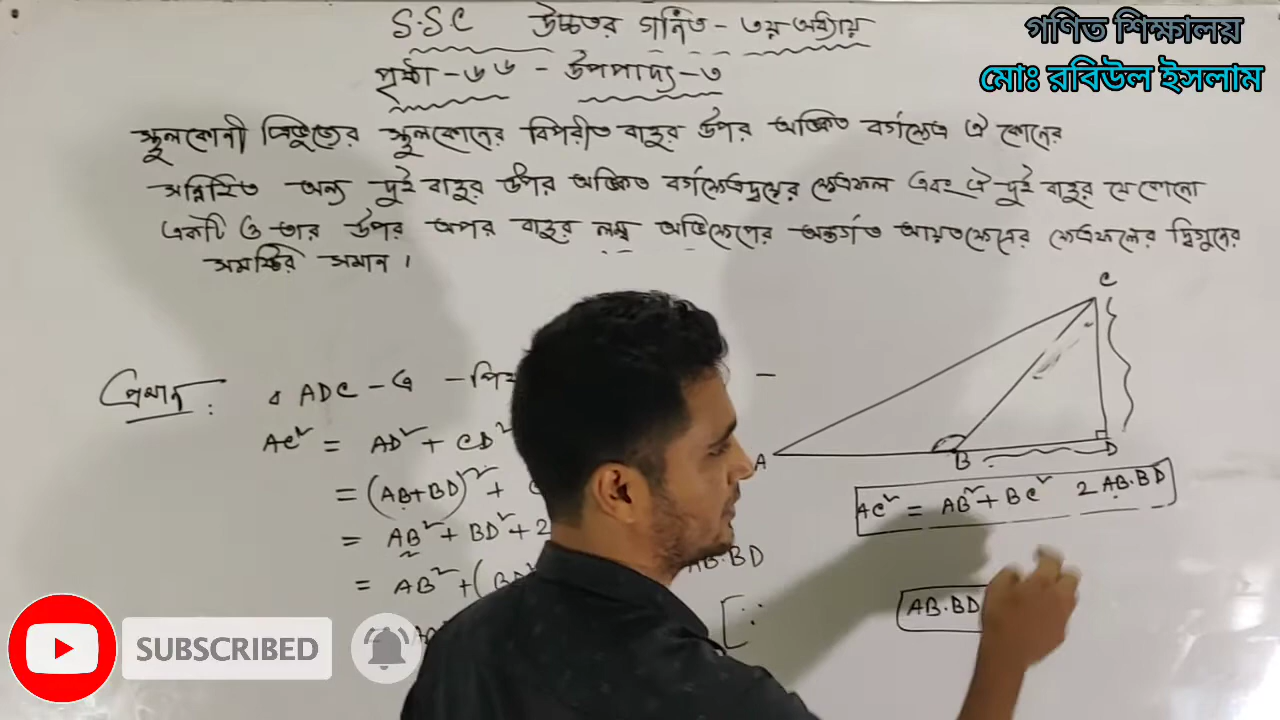 S.S.C উচ্চতর গনিত - ৩য় অধ্যায়
গণিত শিক্ষালয়
মোঃ রবিউল ইসলাম
পৃষ্ঠা - ৬৬ - উপপাদ্য - ৩
স্থুলকোনী ত্রিভুজের স্থুলকোনের বিপরীত বাহুর উপর অঙ্কিত বর্গক্ষেত্র ঐ কোনের
সন্নিহিত অন্য দুই বাহুর উপর অঙ্কিত বর্গক্ষেত্রদ্বয়ের ক্ষেত্রফল এবং ঐ দুই বাহুর যে কোনো
একটি ও তার উপর অপর বাহুর লম্ব অভিক্ষেপের অন্তর্গত আয়তক্ষেত্রের ক্ষেত্রফলের দ্বিগুনের
সমষ্টির সমান।
C
প্রমান :
ADC - এ - পিথ
AC² = AD² + CD²
A B D
= (AB+BD)² +
AC² = AB² + BC² 2 AB.BD
= AB² + BD² + 2
= AB² + (BD² AB.BD
[∵
AB.BD
SUBSCRIBED